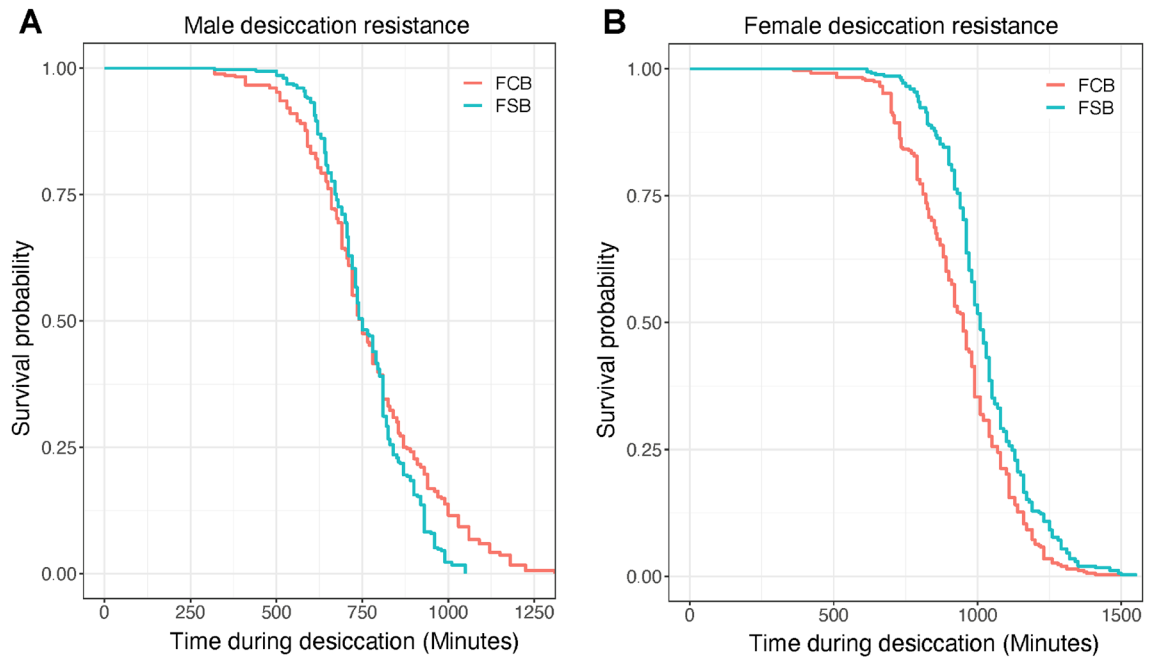 A
Male desiccation resistance
Survival probability
1.00
0.75
0.50
0.25
0.00
FCB
FSB
0
250
500
750
1000
1250
Time during desiccation (Minutes)
B
Female desiccation resistance
Survival probability
1.00
0.75
0.50
0.25
0.00
FCB
FSB
0
500
1000
1500
Time during desiccation (Minutes)